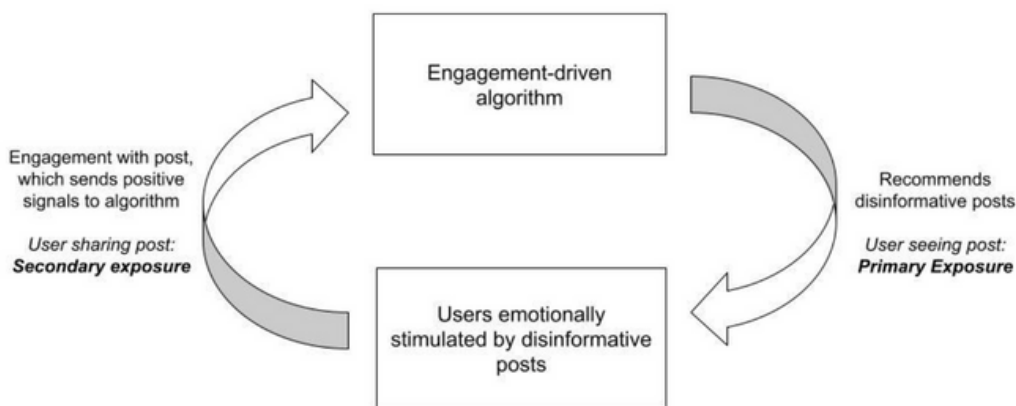 Engagement-driven
algorithm
Engagement with post,
which sends positive
signals to algorithm
User sharing post:
Secondary exposure
Recommends
disinformative posts
User seeing post:
Primary Exposure
Users emotionally
stimulated by disinformative
posts